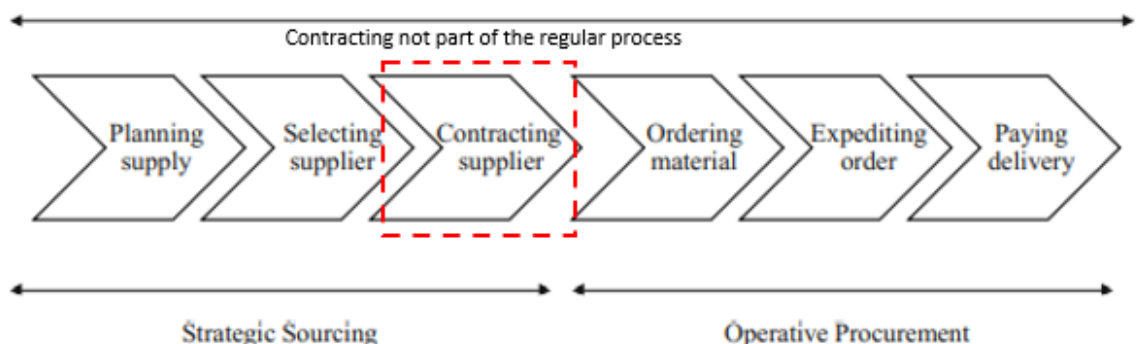 Contracting not part of the regular process
Planning
supply
Selecting
supplier
Contracting
supplier
Ordering
material
Expediting
order
Paying
delivery
Strategic Sourcing
Operative Procurement